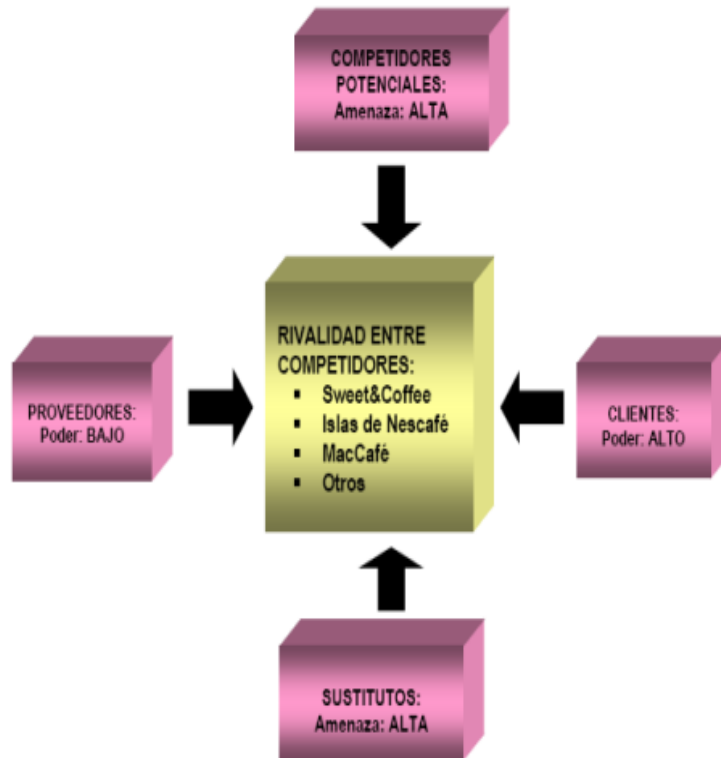 COMPETIDORES
POTENCIALES:
Amenaza: ALTA
RIVALIDAD ENTRE
COMPETIDORES:
▪ Sweet&Coffee
▪ Islas de Nescafé
▪ MacCafé
▪ Otros
PROVEEDORES:
Poder: BAJO
CLIENTES:
Poder: ALTO
SUSTITUTOS:
Amenaza: ALTA